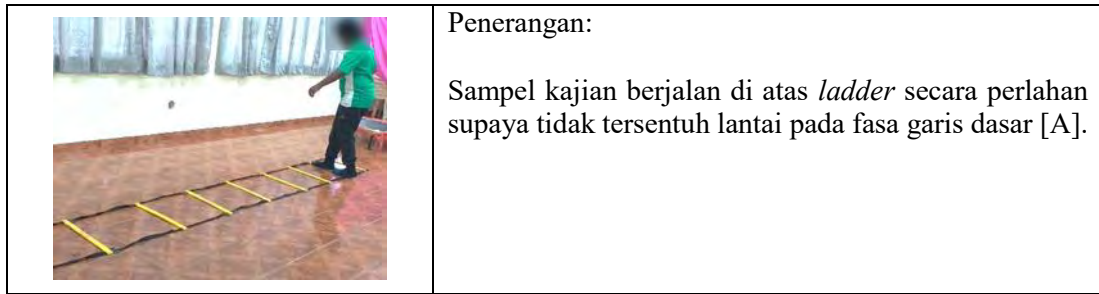 Penerangan:
Sampel kajian berjalan di atas ladder secara perlahan
supaya tidak tersentuh lantai pada fasa garis dasar [A].